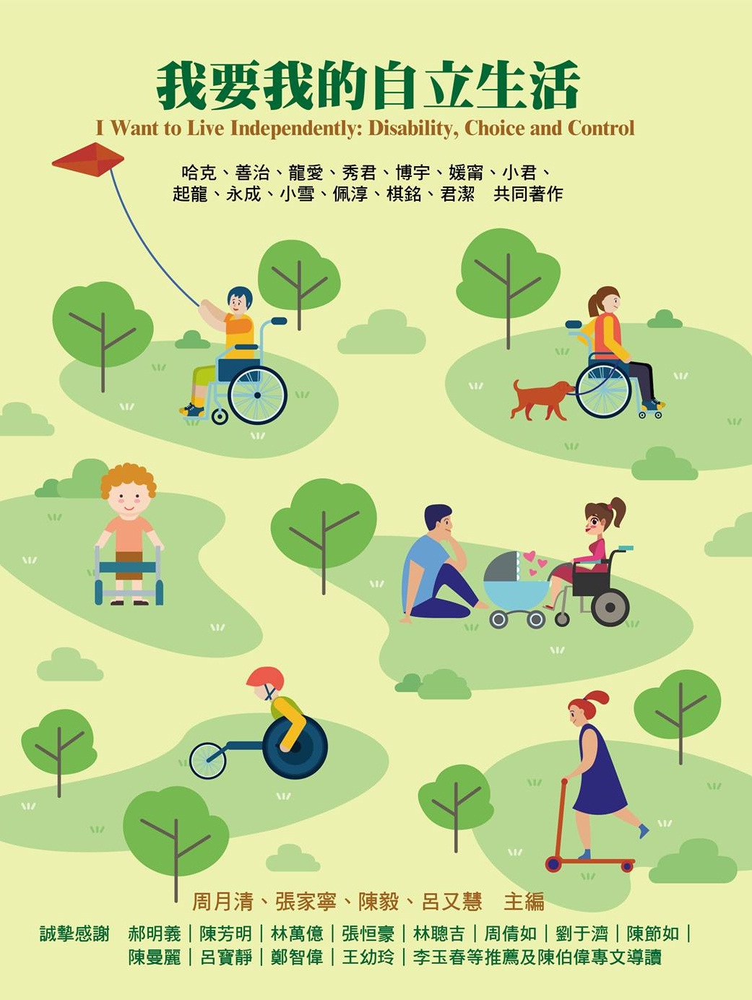 我要我的自立生活
I Want to Live Independently: Disability, Choice and Control
哈克、善治、龍愛、秀君、博宇、媛甯、小君、
起龍、永成、小雪、佩淳、棋銘、君潔　共同著作
周月清、張家寧、陳毅、呂又慧　主編
誠摯感謝　郝明義｜陳芳明｜林萬億｜張恒豪｜林聰吉｜周倩如｜劉于濟｜陳節如｜
陳曼麗｜呂寶靜｜鄭智偉｜王幼玲｜李玉春等推薦及陳伯偉專文導讀